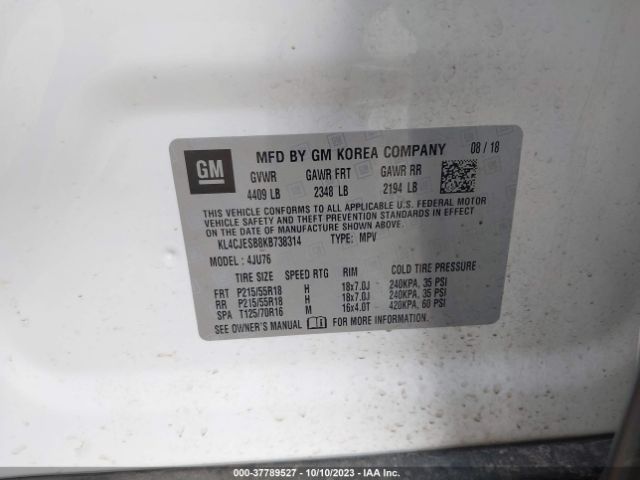 GM
MFD BY GM KOREA COMPANY 08 / 18
GVWR GAWR FRT GAWR RR
4409 LB 2348 LB 2194 LB
THIS VEHICLE CONFORMS TO ALL APPLICABLE U.S. FEDERAL MOTOR
VEHICLE SAFETY AND THEFT PREVENTION STANDARDS IN EFFECT ON
THE DATE OF MANUFACTURE SHOWN ABOVE.
KL4CJESB8KB738314 TYPE: MPV
MODEL : 4JU76
TIRE SIZE SPEED RTG RIM COLD TIRE PRESSURE
FRT P215/55R18 H 18x7.0J 240KPA, 35 PSI
RR P215/55R18 H 18x7.0J 240KPA, 35 PSI
SPA T125/70R16 M 16x4.0T 420KPA, 60 PSI
SEE OWNER'S MANUAL FOR MORE INFORMATION.
000-37789527 - 10/10/2023 - IAA Inc.